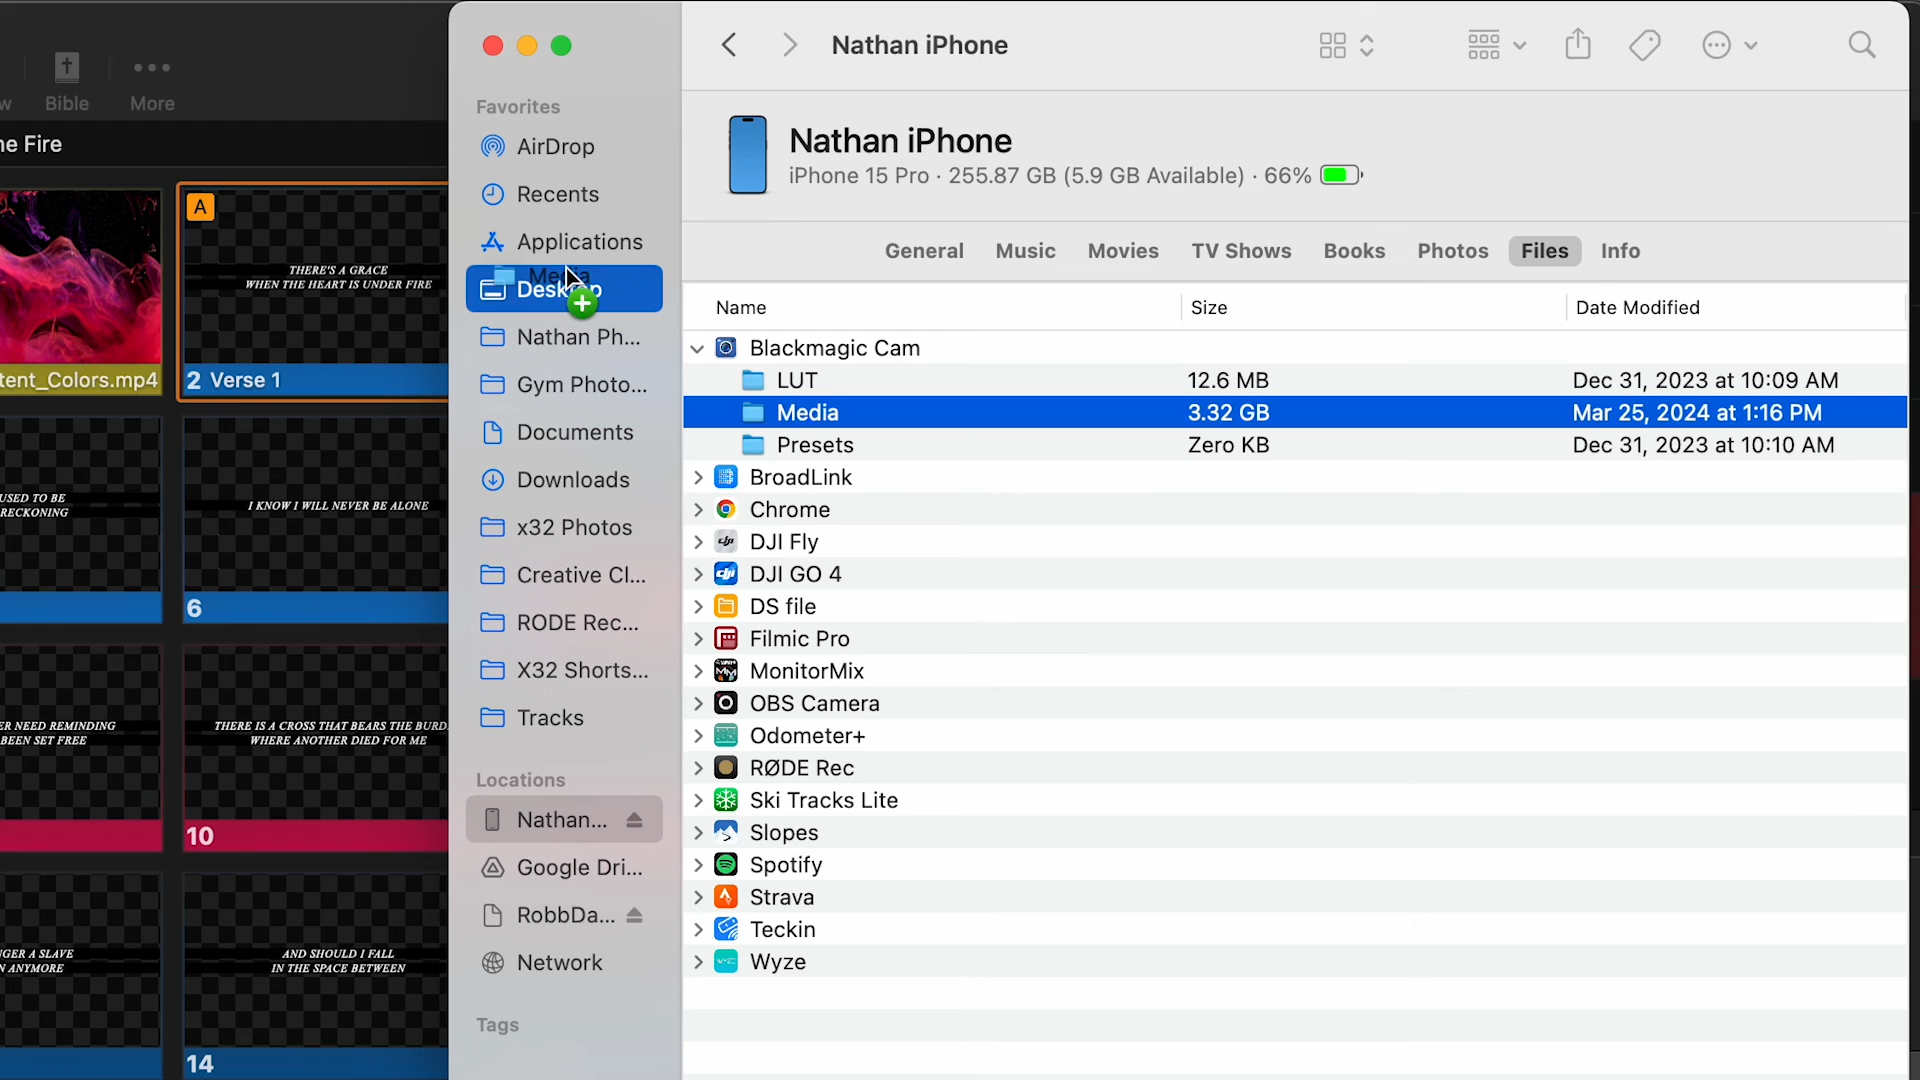 w
Bible
More
ne Fire
A
THERE'S A GRACE
WHEN THE HEART IS UNDER FIRE
tent_Colors.mp4
2 Verse 1
USED TO BE
RECKONING
I KNOW I WILL NEVER BE ALONE
6
ER NEED REMINDING
BEEN SET FREE
THERE IS A CROSS THAT BEARS THE BURD
WHERE ANOTHER DIED FOR ME
10
GER A SLAVE
N ANYMORE
AND SHOULD I FALL
IN THE SPACE BETWEEN
14
Favorites
AirDrop
Recents
Applications
Media
Desktop
Nathan Ph...
Gym Photo...
Documents
Downloads
x32 Photos
Creative Cl...
RODE Rec...
X32 Shorts...
Tracks
Locations
Nathan...
Google Dri...
RobbDa...
Network
Tags
Nathan iPhone
Nathan iPhone
iPhone 15 Pro · 255.87 GB (5.9 GB Available) · 66%
General Music Movies TV Shows Books Photos Files Info
Name Size Date Modified
Blackmagic Cam
LUT 12.6 MB Dec 31, 2023 at 10:09 AM
Media 3.32 GB Mar 25, 2024 at 1:16 PM
Presets Zero KB Dec 31, 2023 at 10:10 AM
BroadLink
Chrome
DJI Fly
DJI GO 4
DS file
Filmic Pro
MonitorMix
OBS Camera
Odometer+
RØDE Rec
Ski Tracks Lite
Slopes
Spotify
Strava
Teckin
Wyze